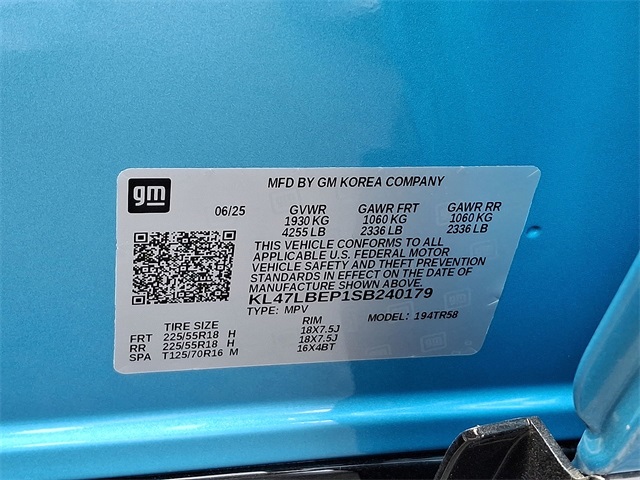 gm
MFD BY GM KOREA COMPANY
06/25 GVWR GAWR FRT GAWR RR
1930 KG 1060 KG 1060 KG
4255 LB 2336 LB 2336 LB
THIS VEHICLE CONFORMS TO ALL
APPLICABLE U.S. FEDERAL MOTOR
VEHICLE SAFETY AND THEFT PREVENTION
STANDARDS IN EFFECT ON THE DATE OF
MANUFACTURE SHOWN ABOVE.
KL47LBEP1SB240179
TYPE: MPV MODEL: 194TR58
TIRE SIZE RIM
FRT 225/55R18 H 18X7.5J
RR 225/55R18 H 18X7.5J
SPA T125/70R16 M 16X4BT